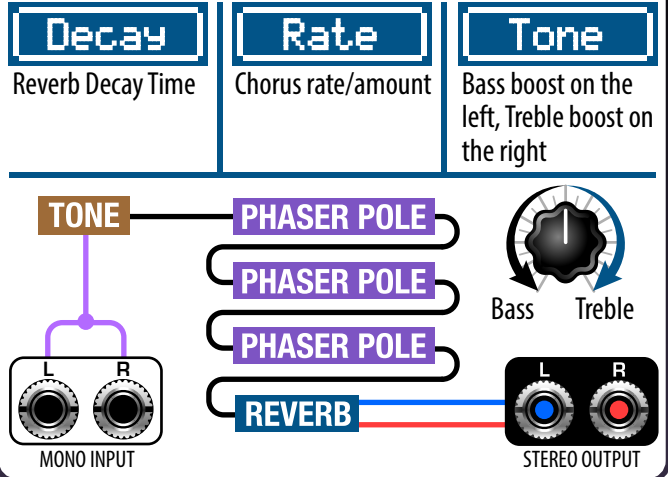 Decay
Rate
Tone
Reverb Decay Time
Chorus rate/amount
Bass boost on the
left, Treble boost on
the right
TONE
PHASER POLE
PHASER POLE
PHASER POLE
Bass
Treble
REVERB
L
R
MONO INPUT
L
R
STEREO OUTPUT